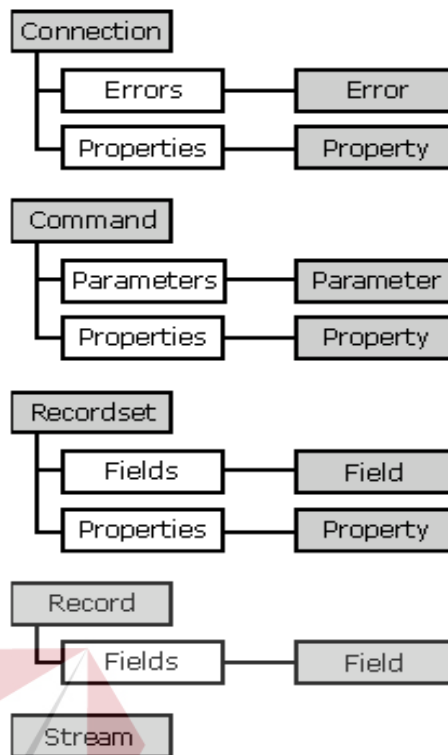 Connection
Errors Error
Properties Property
Command
Parameters Parameter
Properties Property
Recordset
Fields Field
Properties Property
Record
Fields Field
Stream